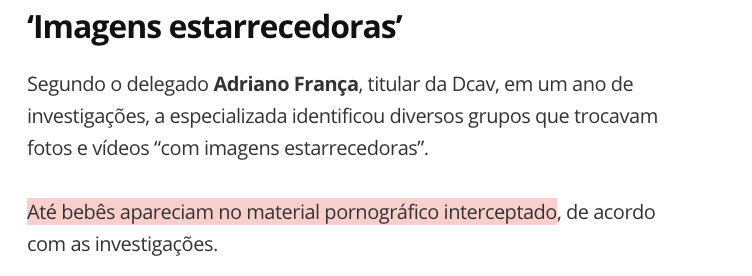 ‘Imagens estarrecedoras’
Segundo o delegado Adriano França, titular da Dcav, em um ano de
investigações, a especializada identificou diversos grupos que trocavam
fotos e vídeos “com imagens estarrecedoras”.
Até bebês apareciam no material pornográfico interceptado, de acordo
com as investigações.